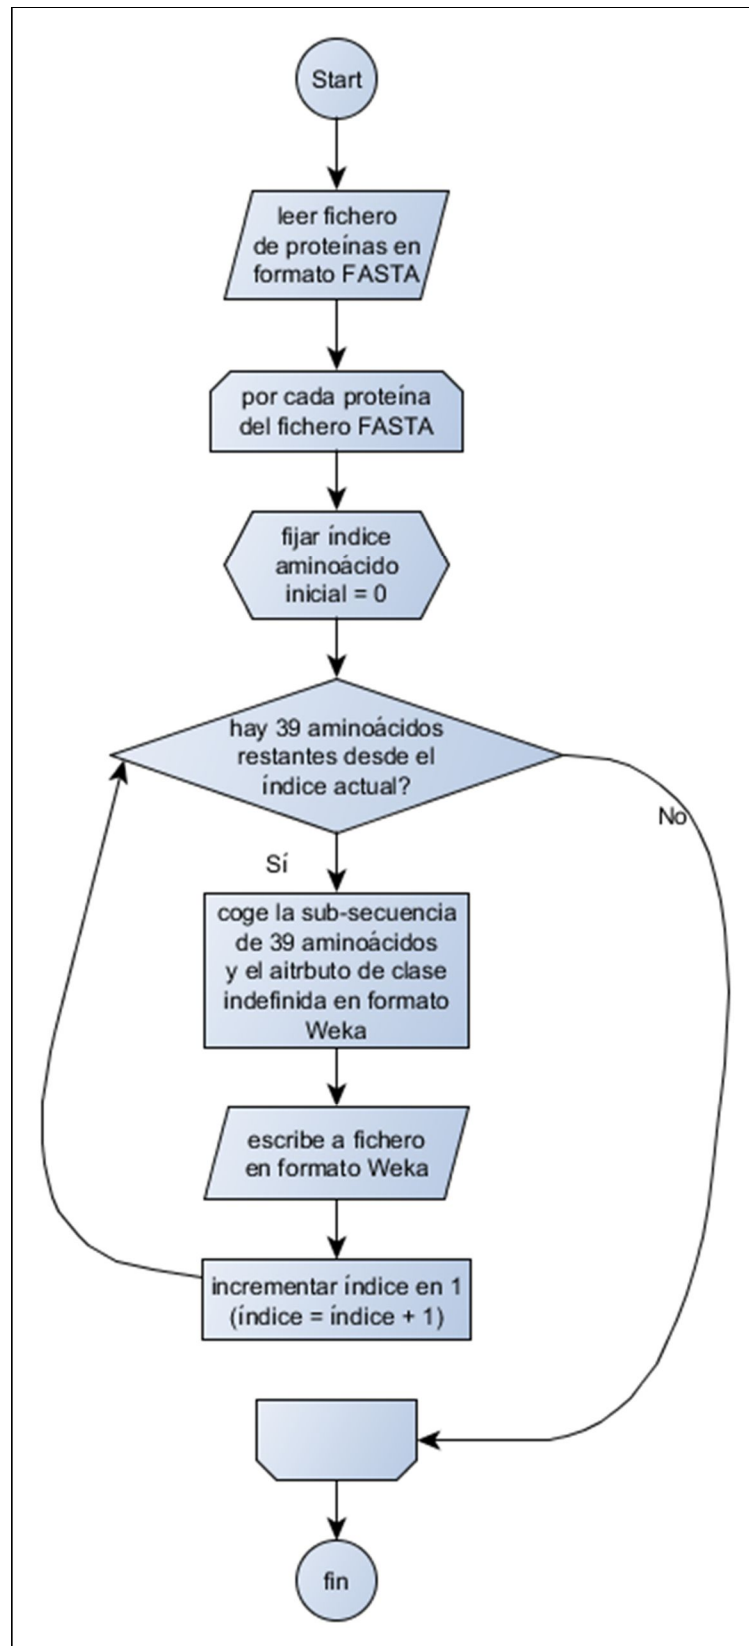 Start
leer fichero
de proteínas en
formato FASTA
por cada proteína
del fichero FASTA
fijar índice
aminoácido
inicial = 0
hay 39 aminoácidos
restantes desde el
índice actual?
No
Sí
coge la sub-secuencia
de 39 aminoácidos
y el aitrbuto de clase
indefinida en formato
Weka
escribe a fichero
en formato Weka
incrementar índice en 1
(índice = índice + 1)
fin